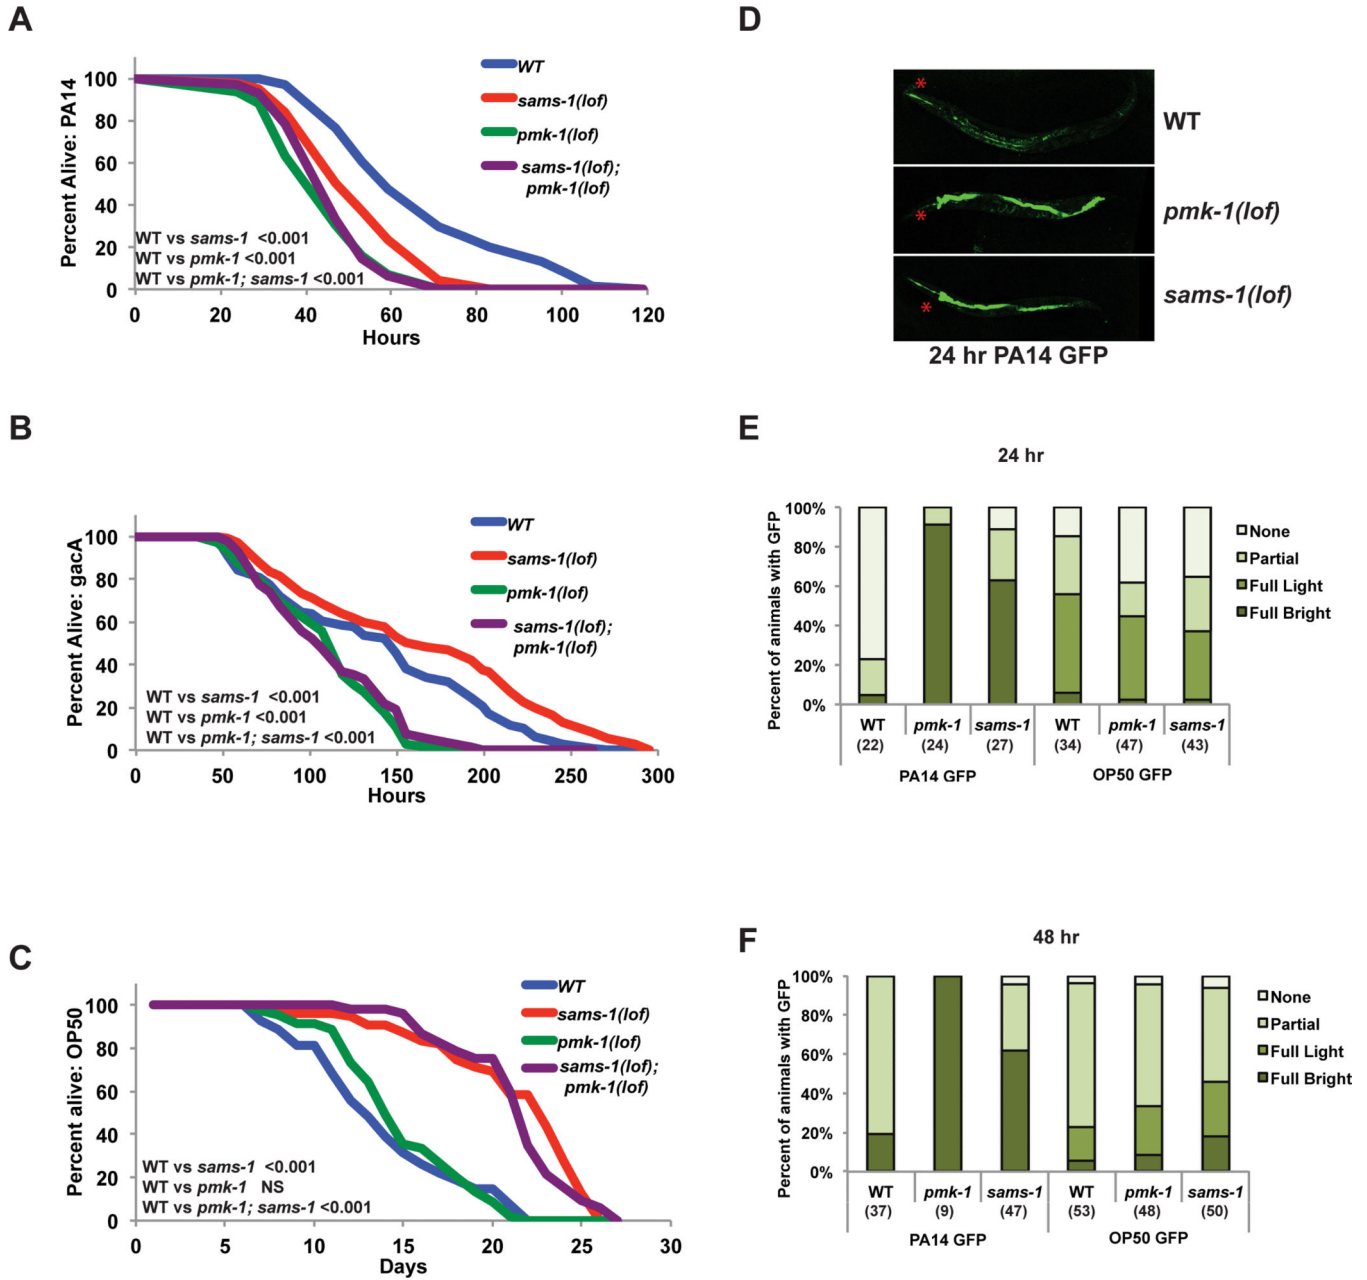 A
Percent Alive: PA14
100
80
60
40
20
0
WT
sams-1(lof)
pmk-1(lof)
sams-1(lof);
pmk-1(lof)
WT vs sams-1 <0.001
WT vs pmk-1 <0.001
WT vs pmk-1; sams-1 <0.001
0 20 40 60 80 100 120
Hours
B
Percent Alive: gacA
100
80
60
40
20
0
WT
sams-1(lof)
pmk-1(lof)
sams-1(lof);
pmk-1(lof)
WT vs sams-1 <0.001
WT vs pmk-1 <0.001
WT vs pmk-1; sams-1 <0.001
0 50 100 150 200 250 300
Hours
C
Percent alive: OP50
100
80
60
40
20
0
WT
sams-1(lof)
pmk-1(lof)
sams-1(lof);
pmk-1(lof)
WT vs sams-1 <0.001
WT vs pmk-1 NS
WT vs pmk-1; sams-1 <0.001
0 5 10 15 20 25 30
Days
D
*
WT
*
pmk-1(lof)
*
sams-1(lof)
24 hr PA14 GFP
E
24 hr
Percent of animals with GFP
100%
80%
60%
40%
20%
0%
None
Partial
Full Light
Full Bright
WT pmk-1 sams-1 WT pmk-1 sams-1
(22) (24) (27) (34) (47) (43)
PA14 GFP OP50 GFP
F
48 hr
Percent of animals with GFP
100%
80%
60%
40%
20%
0%
None
Partial
Full Light
Full Bright
WT pmk-1 sams-1 WT pmk-1 sams-1
(37) (9) (47) (53) (48) (50)
PA14 GFP OP50 GFP